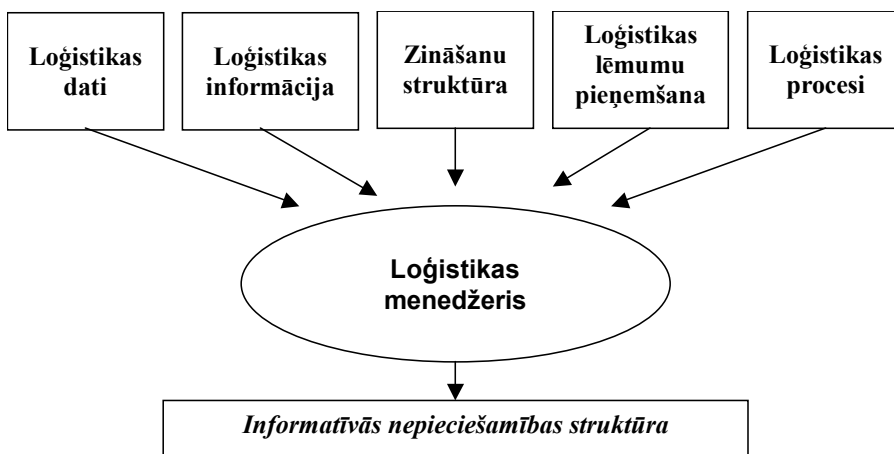 Loģistikas
dati
Loģistikas
informācija
Zināšanu
struktūra
Loģistikas
lēmumu
pieņemšana
Loģistikas
procesi
Loģistikas
menedžeris
Informatīvās nepieciešamības struktūra